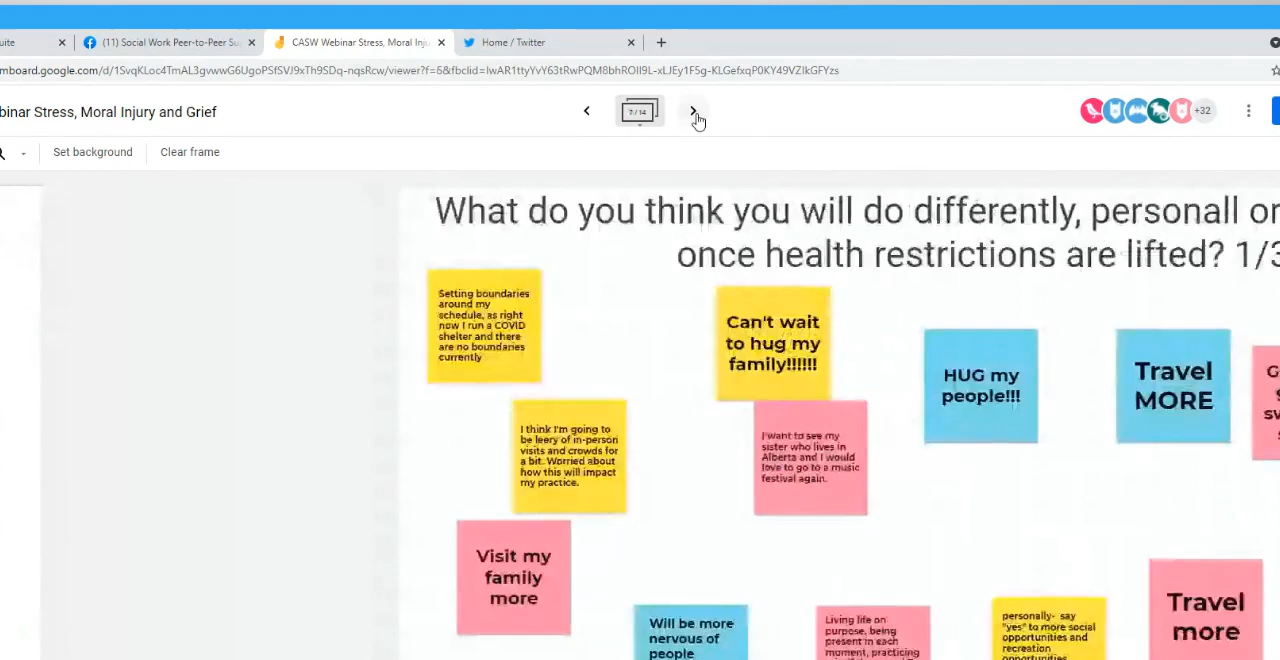 uite
(11) Social Work Peer-to-Peer Su
CASW Webinar Stress, Moral Inju
Home / Twitter
mboard.google.com/d/1SvqKLoc4TmAL3gvwwG6UgoPSfSVJ9xTh9SDq-nqsRcw/viewer?f=6&fbclid=IwAR1ttyYvY63tRwPQM8bhROlI9L-xLJEy1F5g-KLGefxqP0KY49VZIkGFYzs
binar Stress, Moral Injury and Grief
7/14
+32
Set background
Clear frame
What do you think you will do differently, personall or
once health restrictions are lifted? 1/3
Setting boundaries
around my
schedule, as right
now I run a COVID
shelter and there
are no boundaries
currently
Can't wait
to hug my
family!!!!!!
HUG my
people!!!
Travel
MORE
I think I'm going to
be leery of in-person
visits and crowds for
a bit. Worried about
how this will impact
my practice.
I want to see my
sister who lives in
Alberta and I would
love to go to a music
festival again.
Visit my
family
more
Will be more
nervous of
people
Living life on
purpose, being
present in each
moment, practicing
personally- say
"yes" to more social
opportunities and
recreation
opportunities
Travel
more